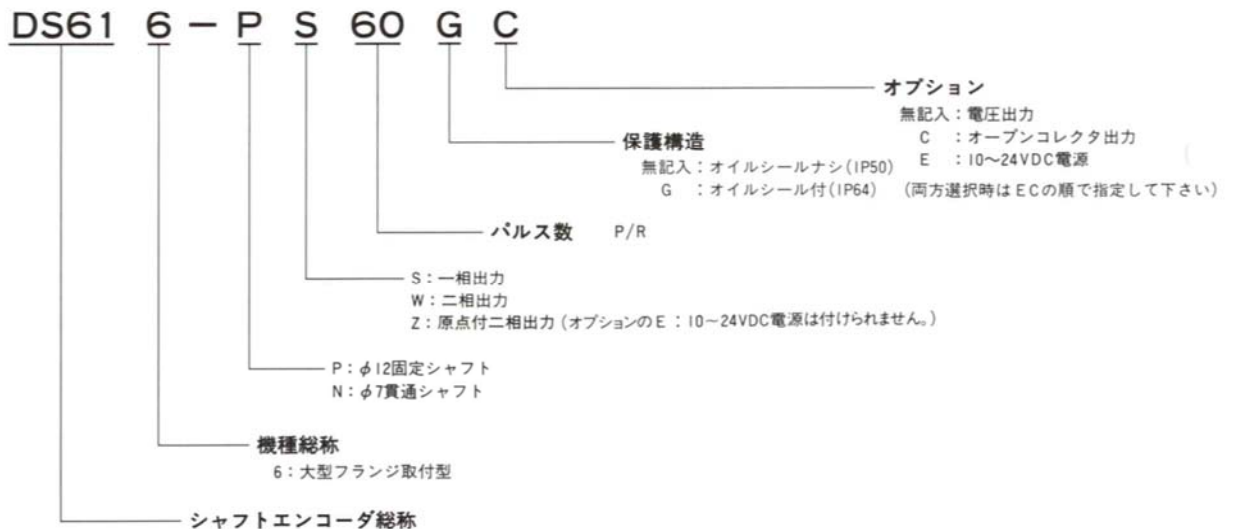 DS61 6 - P S 60 G C
オプション
無記入：電圧出力
C ：オープンコレクタ出力
E ：10〜24VDC電源
（両方選択時はECの順で指定して下さい）
保護構造
無記入：オイルシールナシ(IP50)
G ：オイルシール付(IP64)
パルス数 P/R
S：一相出力
W：二相出力
Z：原点付二相出力（オプションのE：10〜24VDC電源は付けられません。）
P：φ12固定シャフト
N：φ7貫通シャフト
機種総称
6：大型フランジ取付型
シャフトエンコーダ総称